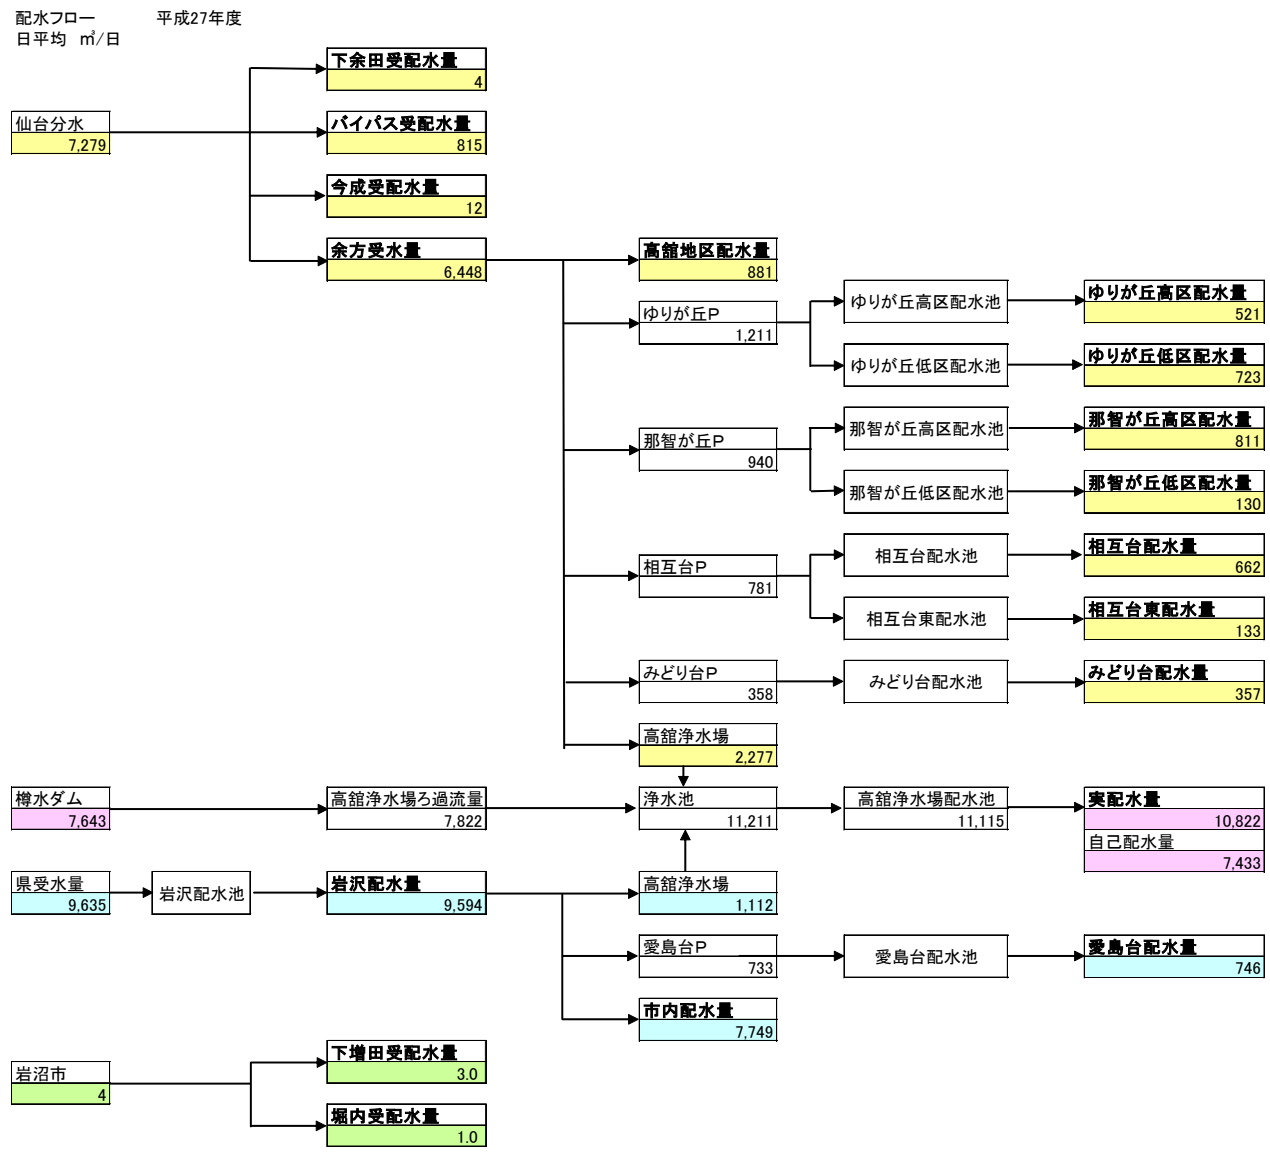 配水フロー 平成27年度
日平均 ㎥/日
下余田受配水量
4
仙台分水
7,279
バイパス受配水量
815
今成受配水量
12
余方受水量
6,448
高舘地区配水量
881
ゆりが丘P
1,211
ゆりが丘高区配水池
ゆりが丘高区配水量
521
ゆりが丘低区配水池
ゆりが丘低区配水量
723
那智が丘P
940
那智が丘高区配水池
那智が丘高区配水量
811
那智が丘低区配水池
那智が丘低区配水量
130
相互台P
781
相互台配水池
相互台配水量
662
相互台東配水池
相互台東配水量
133
みどり台P
358
みどり台配水池
みどり台配水量
357
高舘浄水場
2,277
樽水ダム
7,643
高舘浄水場ろ過流量
7,822
浄水池
11,211
高舘浄水場配水池
11,115
実配水量
10,822
自己配水量
7,433
県受水量
9,635
岩沢配水池
岩沢配水量
9,594
高舘浄水場
1,112
愛島台P
733
愛島台配水池
愛島台配水量
746
市内配水量
7,749
岩沼市
4
下増田受配水量
3.0
堀内受配水量
1.0